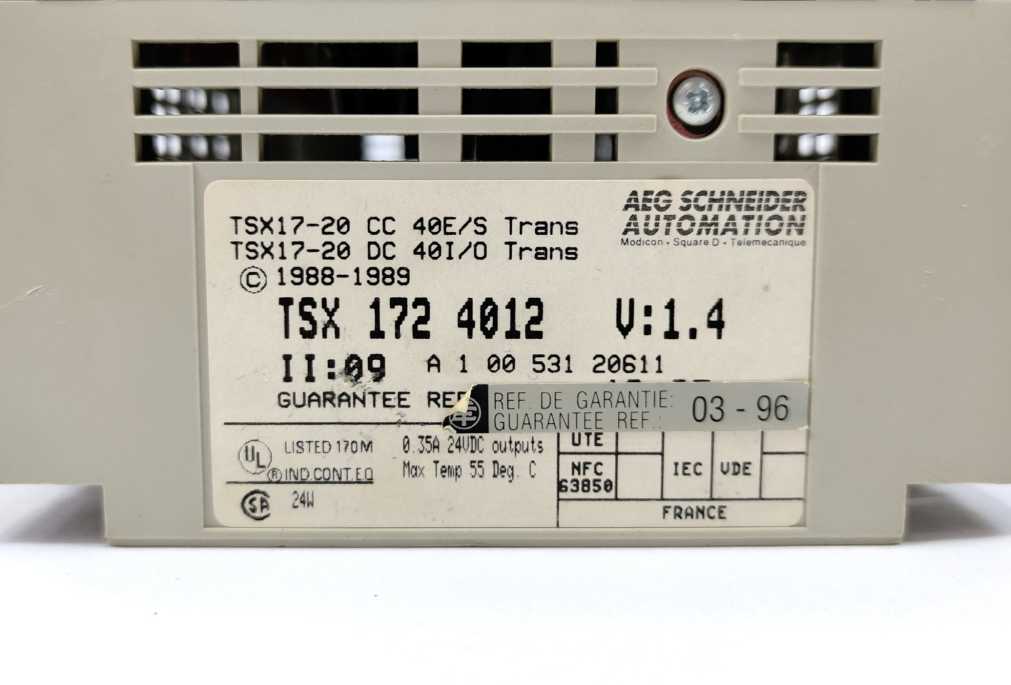 AEG SCHNEIDER
AUTOMATION
Modicon • Square D • Telemecanique
TSX17-20 CC 40E/S Trans
TSX17-20 DC 40I/O Trans
© 1988-1989
TSX 172 4012 V:1.4
II:09 A 1 00 531 20611
GUARANTEE REF
REF. DE GARANTIE:
GUARANTEE REF.: 03 - 96
UL ® LISTED 170M
IND.CONT.EQ
0.35A 24VDC outputs
Max Temp 55 Deg. C
SA 24W
UTE
NFC
63850
IEC
VDE
FRANCE